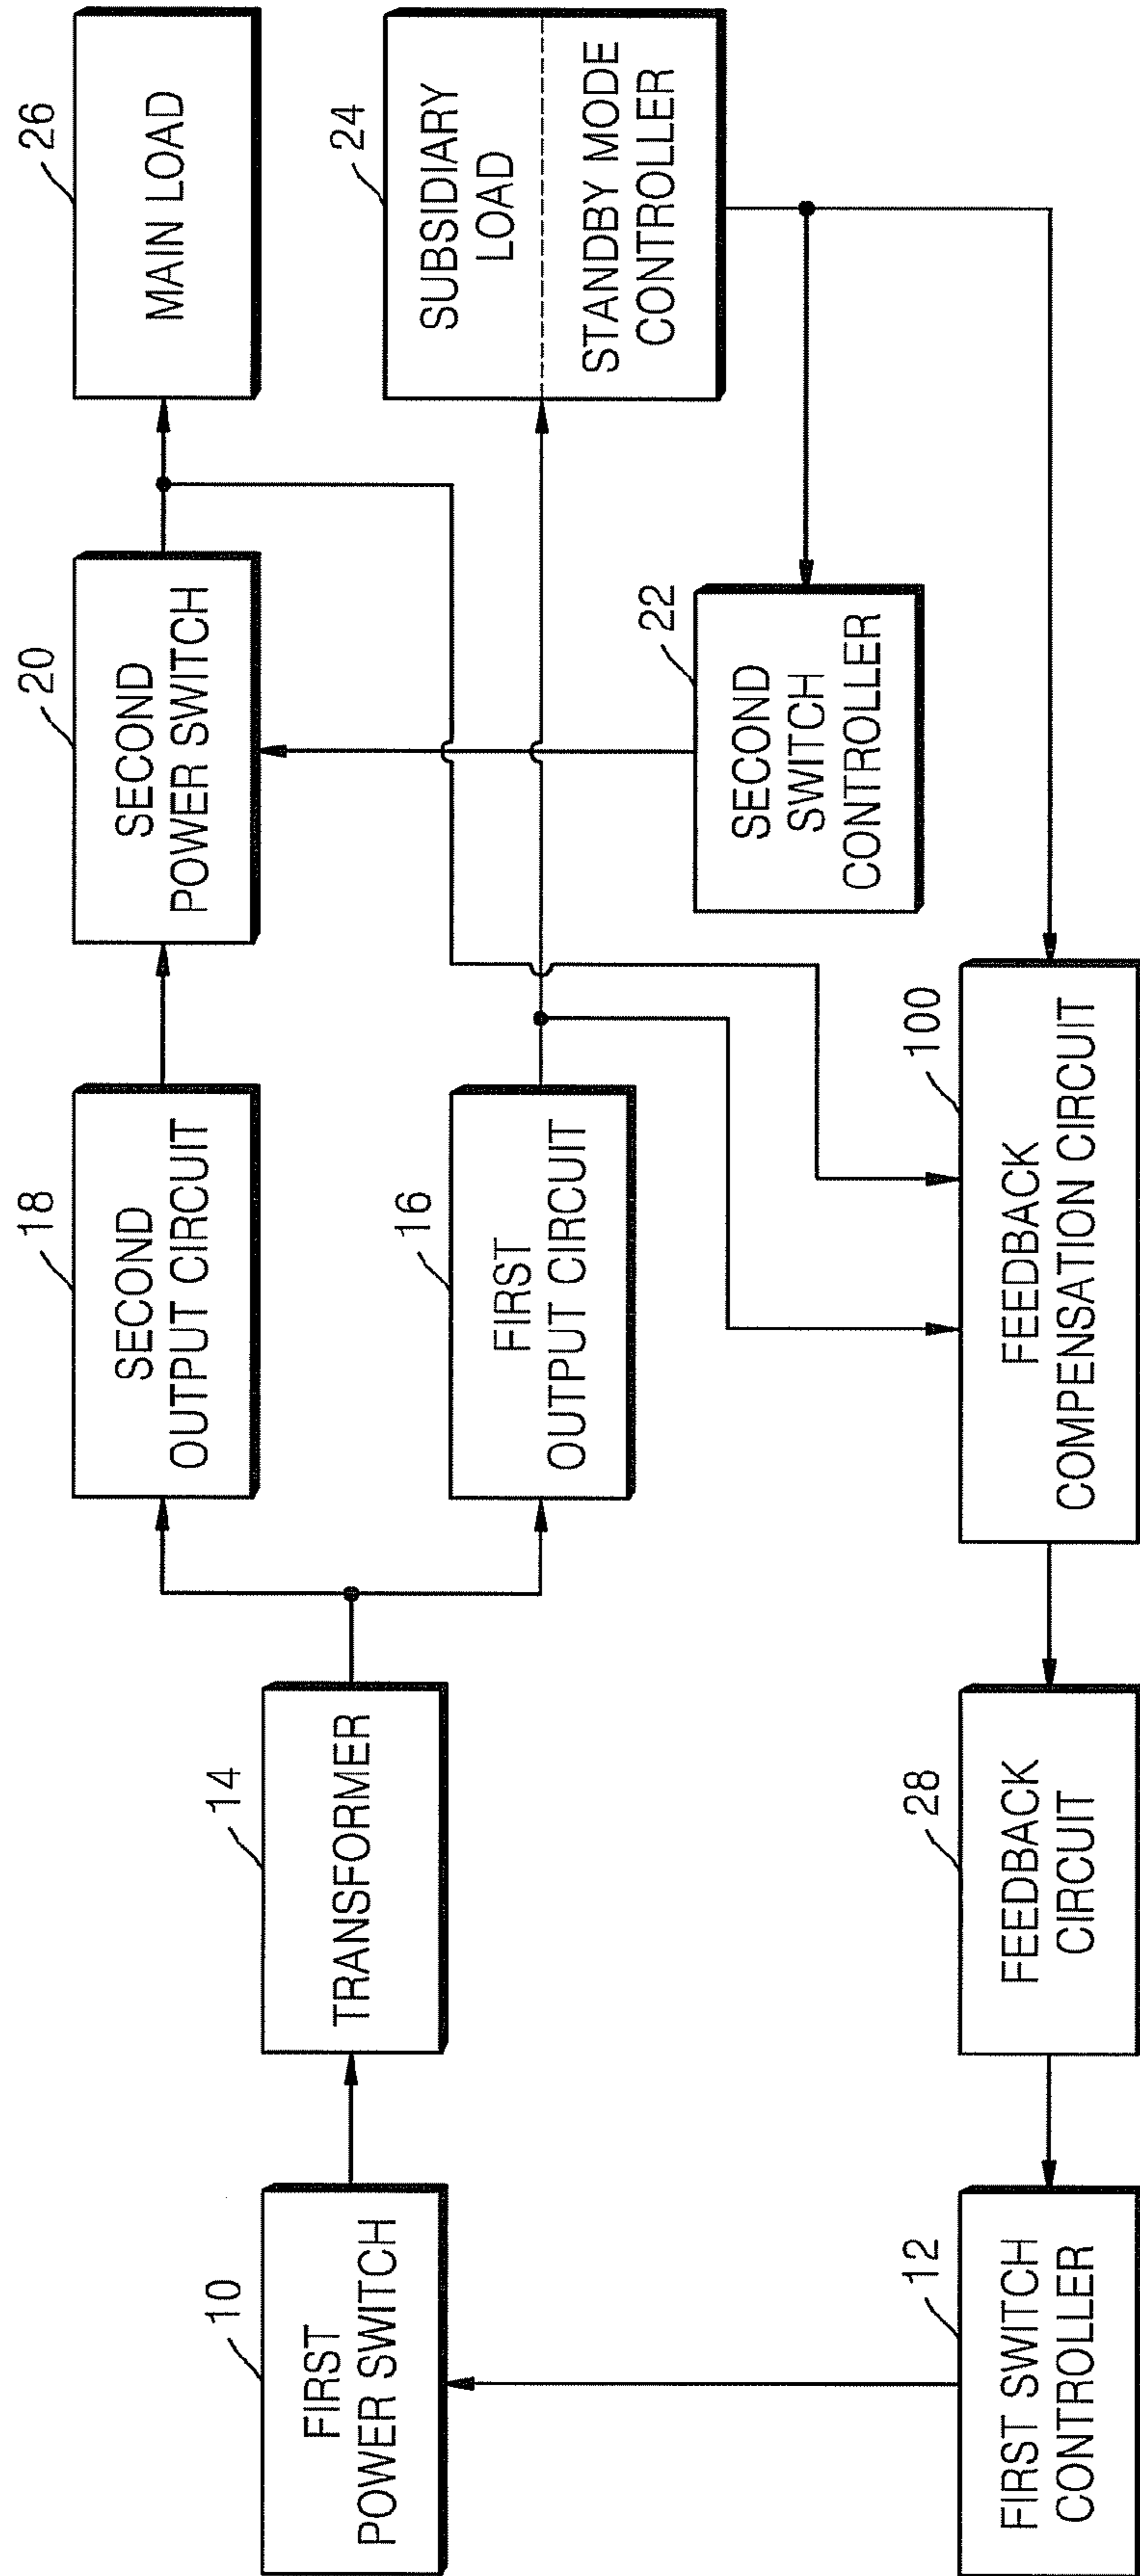 10
FIRST
POWER SWITCH
14
TRANSFORMER
18
SECOND
OUTPUT CIRCUIT
20
SECOND
POWER SWITCH
26
MAIN LOAD
16
FIRST
OUTPUT CIRCUIT
24
SUBSIDIARY
LOAD
STANDBY MODE
CONTROLLER
22
SECOND
SWITCH
CONTROLLER
12
FIRST SWITCH
CONTROLLER
28
FEEDBACK
CIRCUIT
100
FEEDBACK
COMPENSATION CIRCUIT